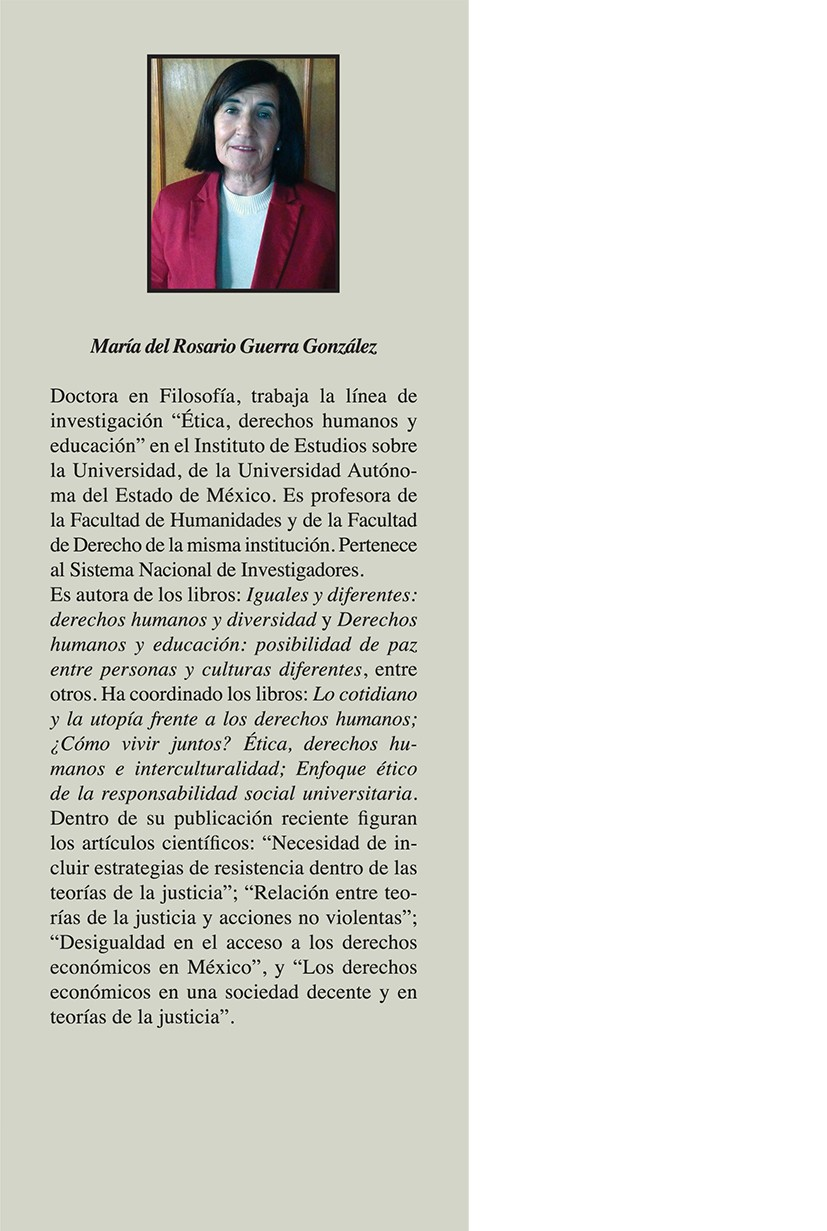 María del Rosario Guerra González
Doctora en Filosofía, trabaja la línea de
investigación “Ética, derechos humanos y
educación” en el Instituto de Estudios sobre
la Universidad, de la Universidad Autóno-
ma del Estado de México. Es profesora de
la Facultad de Humanidades y de la Facultad
de Derecho de la misma institución. Pertenece
al Sistema Nacional de Investigadores.
Es autora de los libros: Iguales y diferentes:
derechos humanos y diversidad y Derechos
humanos y educación: posibilidad de paz
entre personas y culturas diferentes, entre
otros. Ha coordinado los libros: Lo cotidiano
y la utopía frente a los derechos humanos;
¿Cómo vivir juntos? Ética, derechos hu-
manos e interculturalidad; Enfoque ético
de la responsabilidad social universitaria.
Dentro de su publicación reciente figuran
los artículos científicos: “Necesidad de in-
cluir estrategias de resistencia dentro de las
teorías de la justicia”; “Relación entre teo-
rías de la justicia y acciones no violentas”;
“Desigualdad en el acceso a los derechos
económicos en México”, y “Los derechos
económicos en una sociedad decente y en
teorías de la justicia”.